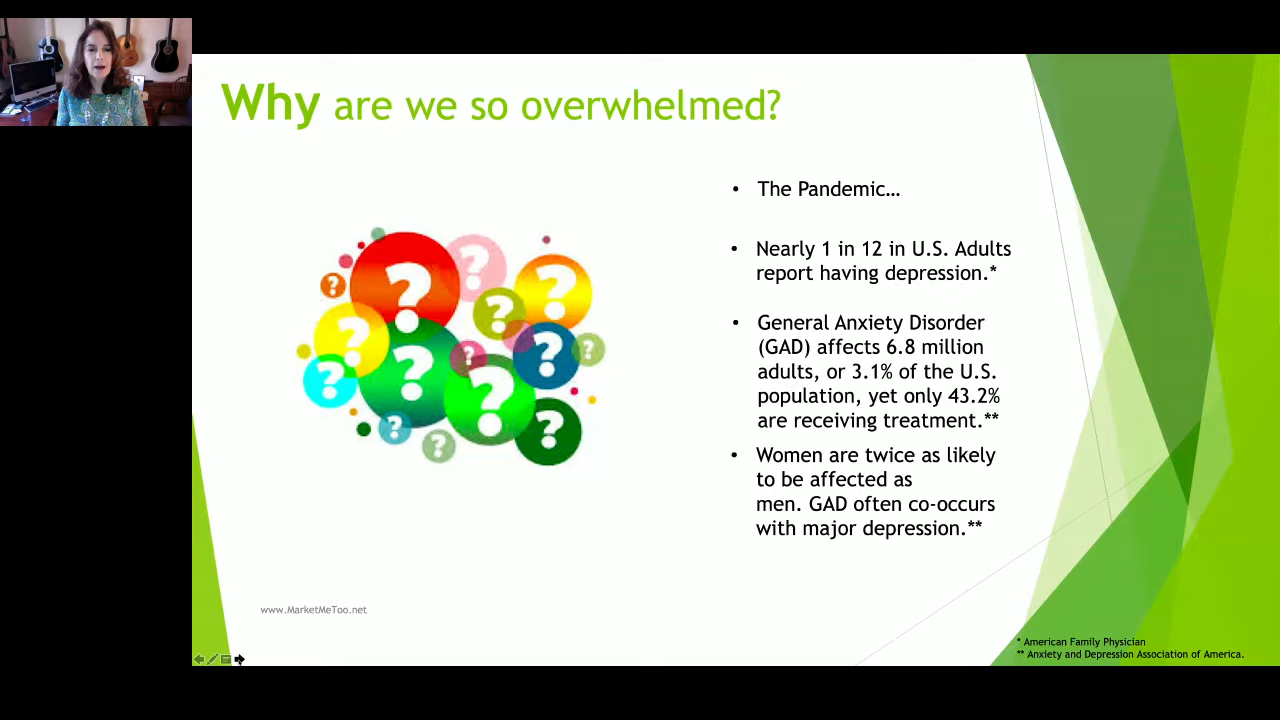 Why are we so overwhelmed?
• The Pandemic…
• Nearly 1 in 12 in U.S. Adults
report having depression.*
• General Anxiety Disorder
(GAD) affects 6.8 million
adults, or 3.1% of the U.S.
population, yet only 43.2%
are receiving treatment.**
• Women are twice as likely
to be affected as
men. GAD often co-occurs
with major depression.**
? ? ? ? ? ? ? ? ? ? ? ? ?
www.MarketMeToo.net
* American Family Physician
** Anxiety and Depression Association of America.